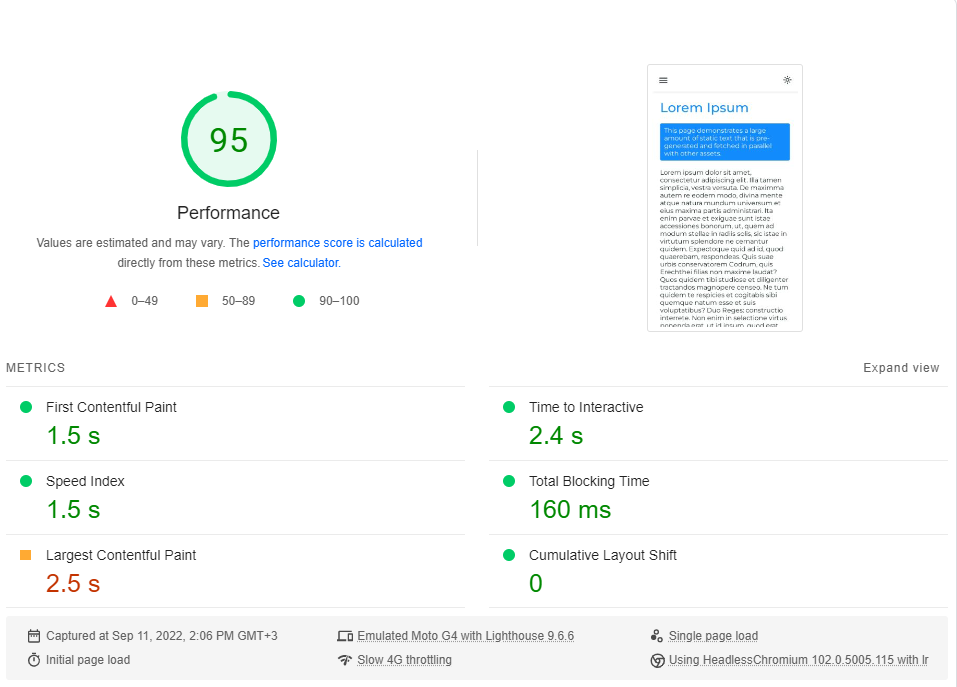 95
Performance
Values are estimated and may vary. The performance score is calculated
directly from these metrics. See calculator.
0–49
50–89
90–100
Lorem Ipsum
This page demonstrates a large
amount of static text that is pre-
generated and fetched in parallel
with other assets.
Lorem ipsum dolor sit amet,
consectetur adipiscing elit. Illa tamen
simplicia, vestra versuta. De maximma
autem re eodem modo, divina mente
atque natura mundum universum et
eius maxima partis administrari. Ita
enim parvae et exiguae sunt istae
accessiones bonorum, ut, quem ad
modum stellae in radiis solis, sic istae in
virtutum splendore ne cernantur
quidem. Expectoque quid ad id, quod
quaerebam, respondeas. Quis suae
urbis conservatorem Codrum, quis
Erechthei filias non maxime laudat?
Quos quidem tibi studiose et diligenter
tractandos magnopere censeo. Ne tum
quidem te respicies et cogitabis sibi
quemque natum esse et suis
voluptatibus? Duo Reges: constructio
interrete. Non enim in selectione virtus
ponenda erat, ut id ipsum, quod erat
METRICS
Expand view
First Contentful Paint
1.5 s
Time to Interactive
2.4 s
Speed Index
1.5 s
Total Blocking Time
160 ms
Largest Contentful Paint
2.5 s
Cumulative Layout Shift
0
Captured at Sep 11, 2022, 2:06 PM GMT+3
Emulated Moto G4 with Lighthouse 9.6.6
Single page load
Initial page load
Slow 4G throttling
Using HeadlessChromium 102.0.5005.115 with lr